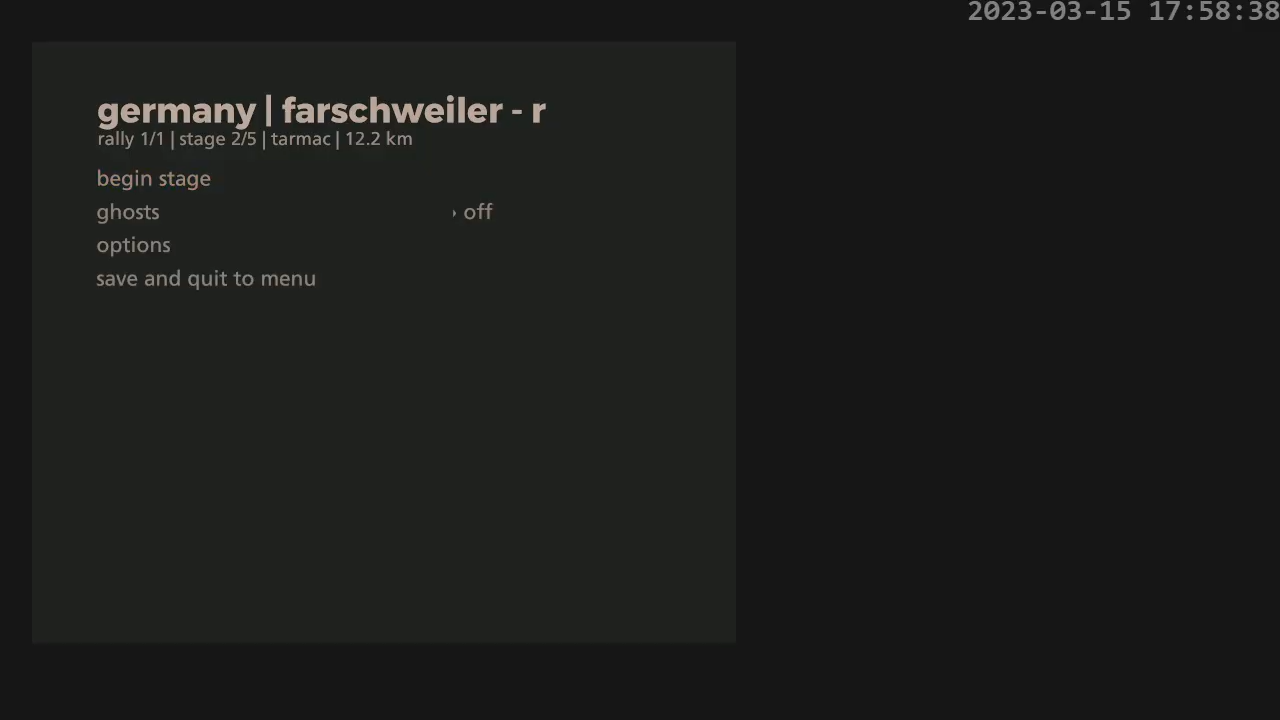 2023-03-15 17:58:38
germany | farschweiler - r
rally 1/1 | stage 2/5 | tarmac | 12.2 km
begin stage
ghosts › off
options
save and quit to menu